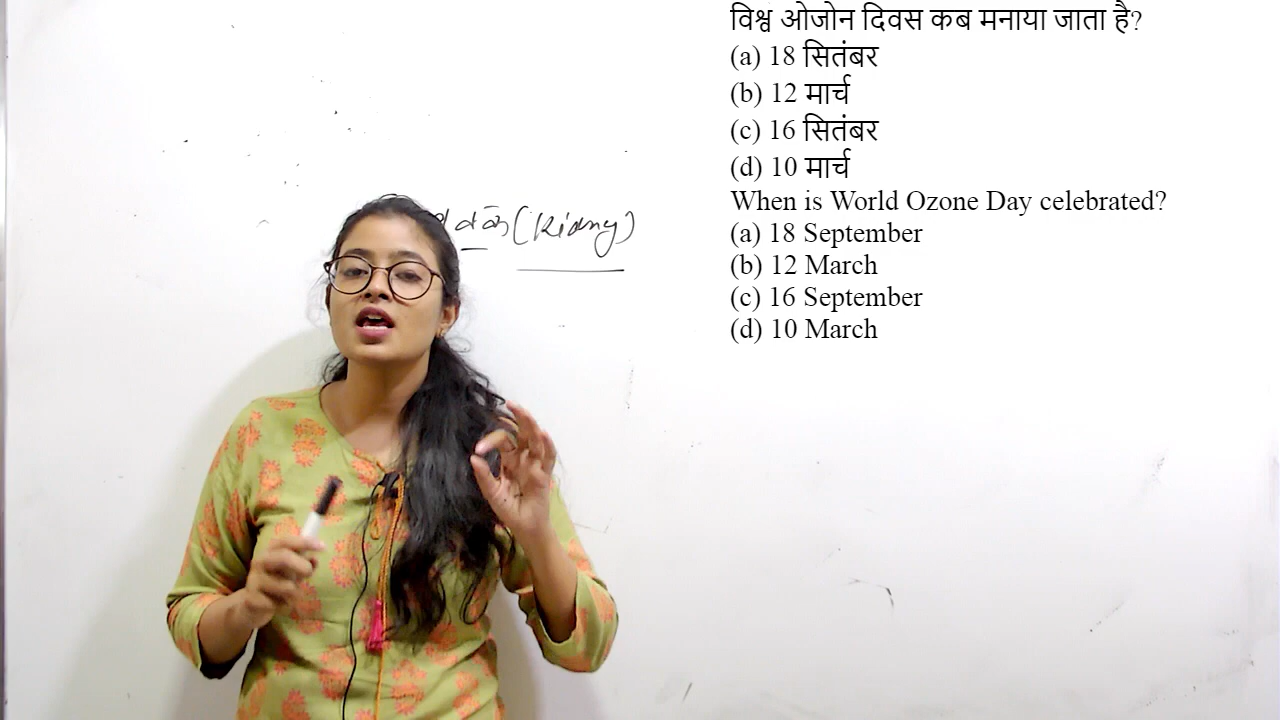 विश्व ओजोन दिवस कब मनाया जाता है?
(a) 18 सितंबर
(b) 12 मार्च
(c) 16 सितंबर
(d) 10 मार्च
When is World Ozone Day celebrated?
(a) 18 September
(b) 12 March
(c) 16 September
(d) 10 March